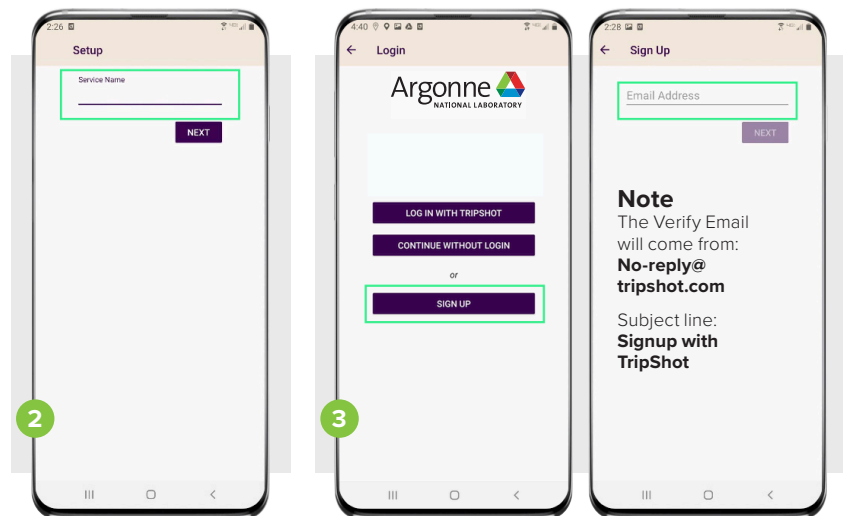 2:26
Setup
Service Name
NEXT
2
4:40
Login
Argonne
NATIONAL LABORATORY
LOG IN WITH TRIPSHOT
CONTINUE WITHOUT LOGIN
or
SIGN UP
3
2:28
Sign Up
Email Address
NEXT
Note
The Verify Email
will come from:
No-reply@
tripshot.com
Subject line:
Signup with
TripShot